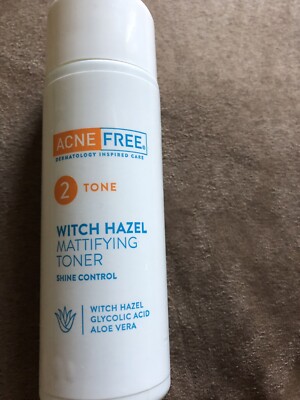 ACNE FREE®
DERMATOLOGY INSPIRED CARE
2 TONE
WITCH HAZEL
MATTIFYING
TONER
SHINE CONTROL
WITCH HAZEL
GLYCOLIC ACID
ALOE VERA